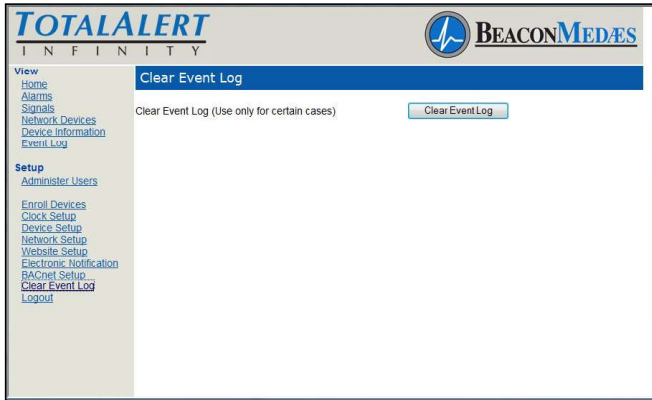 TOTALALERT
INFINITY
BEACONMEDÆS
View
Home
Alarms
Signals
Network Devices
Device Information
Event Log
Setup
Administer Users
Enroll Devices
Clock Setup
Device Setup
Network Setup
Website Setup
Electronic Notification
BACnet Setup
Clear Event Log
Logout
Clear Event Log
Clear Event Log (Use only for certain cases)
Clear Event Log